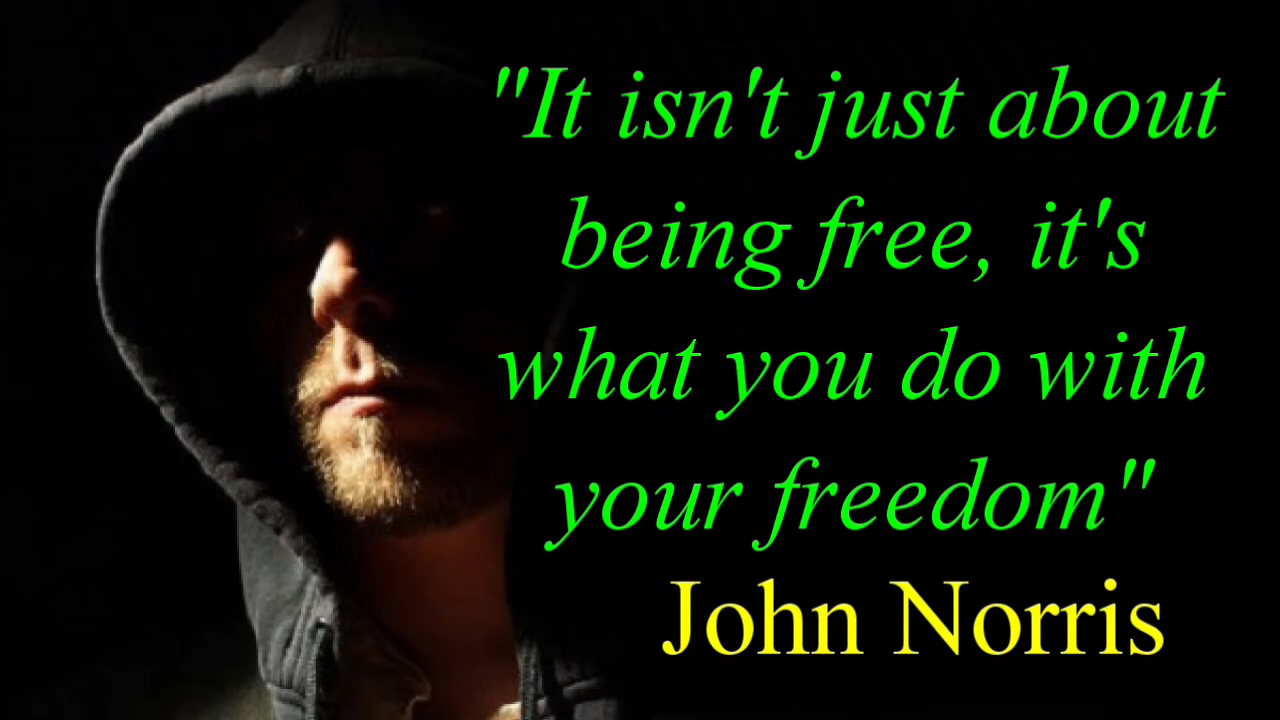 "It isn't just about
being free, it's
what you do with
your freedom"
John Norris